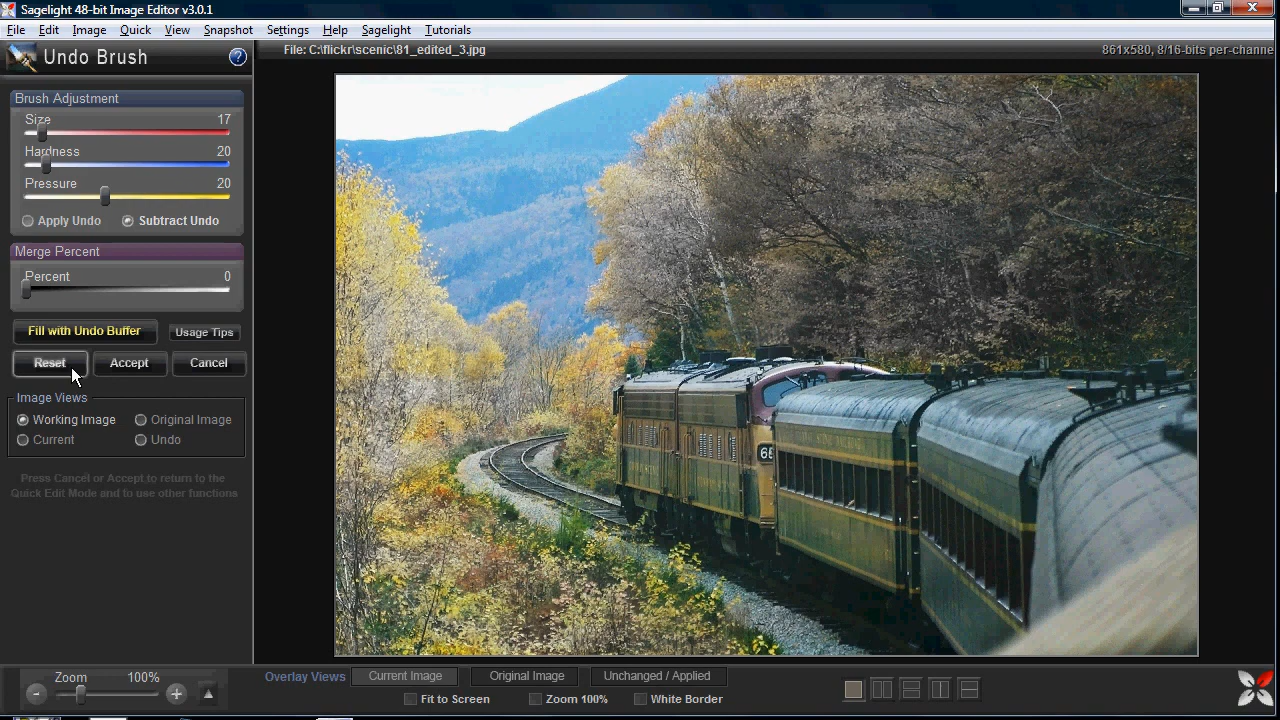 Sagelight 48-bit Image Editor v3.0.1
File Edit Image Quick View Snapshot Settings Help Sagelight Tutorials
Undo Brush ?
File: C:\flickr\scenic\81_edited_3.jpg
861x580, 8/16-bits per-channe
Brush Adjustment
Size 17
Hardness 20
Pressure 20
Apply Undo Subtract Undo
Merge Percent
Percent 0
Fill with Undo Buffer Usage Tips
Reset Accept Cancel
Image Views
Working Image Original Image
Current Undo
Press Cancel or Accept to return to the
Quick Edit Mode and to use other functions
68
Zoom 100%
Overlay Views Current Image Original Image Unchanged / Applied
Fit to Screen Zoom 100% White Border